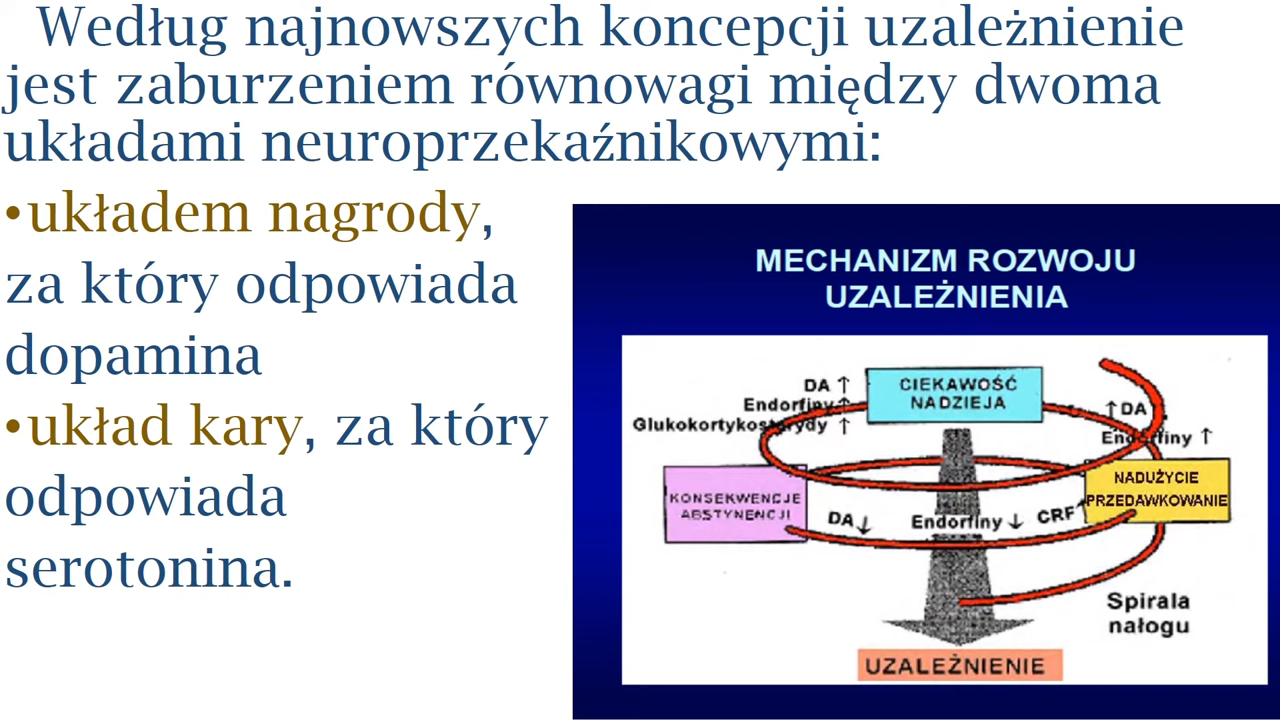 Według najnowszych koncepcji uzależnienie
jest zaburzeniem równowagi między dwoma
układami neuroprzekaźnikowymi:
•układem nagrody,
za który odpowiada
dopamina
•układ kary, za który
odpowiada
serotonina.
MECHANIZM ROZWOJU
UZALEŻNIENIA
DA ↑
Endorfiny ↑
Glukokortykosterydy ↑
CIEKAWOŚĆ
NADZIEJA
↑ DA
Endorfiny ↑
KONSEKWENCJE
ABSTYNENCJI
NADUŻYCIE
PRZEDAWKOWANIE
DA ↓
Endorfiny ↓
CRF ↑
Spirala
nałogu
UZALEŻNIENIE